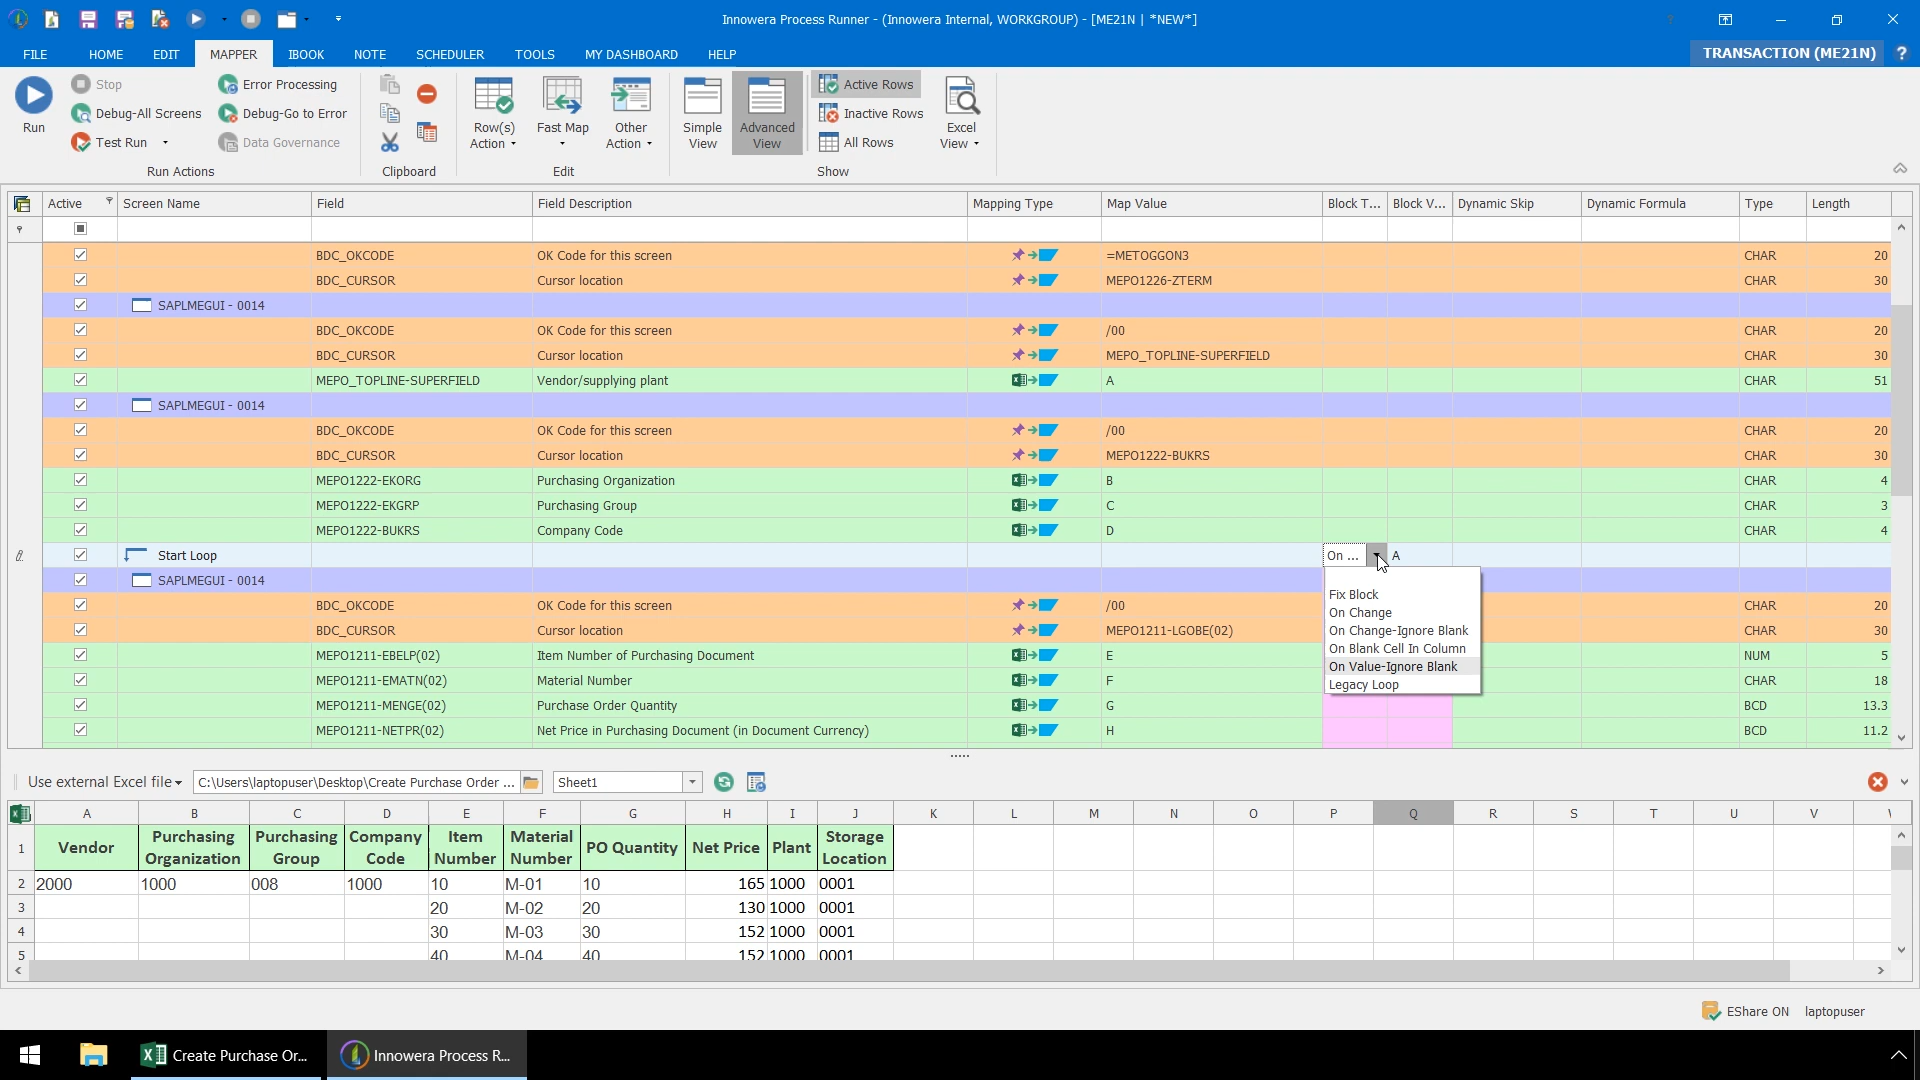 Innowera Process Runner - (Innowera Internal, WORKGROUP) - [ME21N | *NEW*]
FILE HOME EDIT MAPPER IBOOK NOTE SCHEDULER TOOLS MY DASHBOARD HELP TRANSACTION (ME21N)
Run
Stop
Debug-All Screens
Test Run
Error Processing
Debug-Go to Error
Data Governance
Run Actions
Clipboard
Row(s) Action
Fast Map
Other Action
Edit
Simple View
Advanced View
Active Rows
Inactive Rows
All Rows
Excel View
Show
Active Screen Name Field Field Description Mapping Type Map Value Block T... Block V... Dynamic Skip Dynamic Formula Type Length
BDC_OKCODE OK Code for this screen =METOGGON3 CHAR 20
BDC_CURSOR Cursor location MEPO1226-ZTERM CHAR 30
SAPLMEGUI - 0014
BDC_OKCODE OK Code for this screen /00 CHAR 20
BDC_CURSOR Cursor location MEPO_TOPLINE-SUPERFIELD CHAR 30
MEPO_TOPLINE-SUPERFIELD Vendor/supplying plant A CHAR 51
SAPLMEGUI - 0014
BDC_OKCODE OK Code for this screen /00 CHAR 20
BDC_CURSOR Cursor location MEPO1222-BUKRS CHAR 30
MEPO1222-EKORG Purchasing Organization B CHAR 4
MEPO1222-EKGRP Purchasing Group C CHAR 3
MEPO1222-BUKRS Company Code D CHAR 4
Start Loop On ... A
SAPLMEGUI - 0014
BDC_OKCODE OK Code for this screen /00 CHAR 20
BDC_CURSOR Cursor location MEPO1211-LGOBE(02) CHAR 30
MEPO1211-EBELP(02) Item Number of Purchasing Document E NUM 5
MEPO1211-EMATN(02) Material Number F CHAR 18
MEPO1211-MENGE(02) Purchase Order Quantity G BCD 13.3
MEPO1211-NETPR(02) Net Price in Purchasing Document (in Document Currency) H BCD 11.2
Fix Block
On Change
On Change-Ignore Blank
On Blank Cell In Column
On Value-Ignore Blank
Legacy Loop
Use external Excel file C:\Users\laptopuser\Desktop\Create Purchase Order ... Sheet1
A B C D E F G H I J K L M N O P Q R S T U V
1 Vendor Purchasing Organization Purchasing Group Company Code Item Number Material Number PO Quantity Net Price Plant Storage Location
2 2000 1000 008 1000 10 M-01 10 165 1000 0001
3 20 M-02 20 130 1000 0001
4 30 M-03 30 152 1000 0001
5 40 M-04 40 152 1000 0001
EShare ON laptopuser
Create Purchase Or... Innowera Process R...